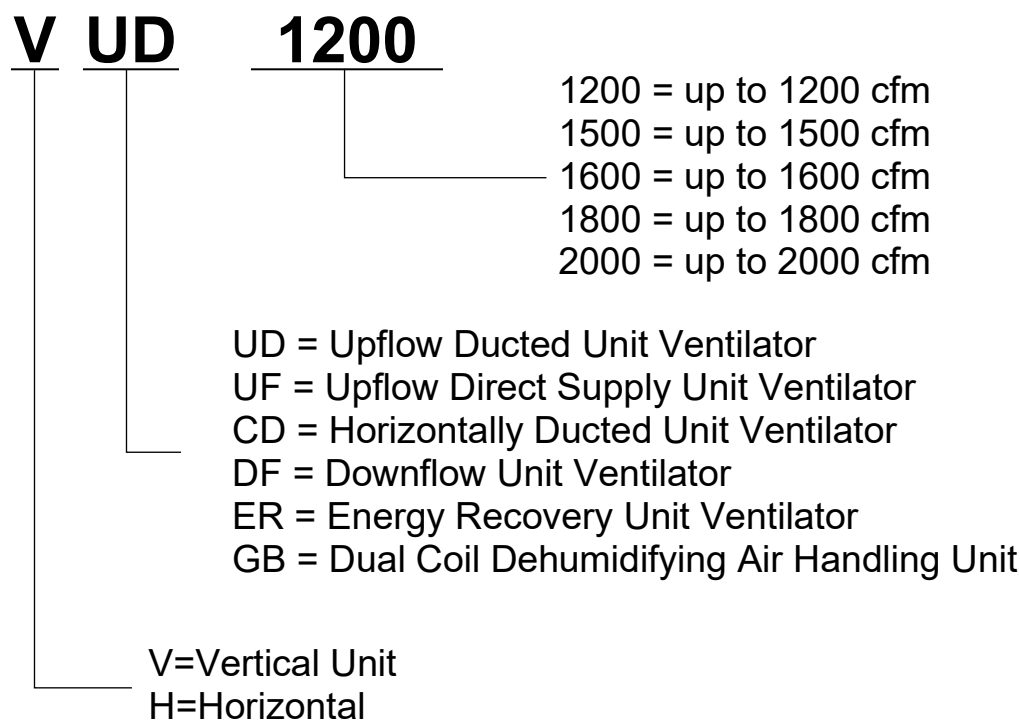 V UD 1200
1200 = up to 1200 cfm
1500 = up to 1500 cfm
1600 = up to 1600 cfm
1800 = up to 1800 cfm
2000 = up to 2000 cfm
UD = Upflow Ducted Unit Ventilator
UF = Upflow Direct Supply Unit Ventilator
CD = Horizontally Ducted Unit Ventilator
DF = Downflow Unit Ventilator
ER = Energy Recovery Unit Ventilator
GB = Dual Coil Dehumidifying Air Handling Unit
V=Vertical Unit
H=Horizontal